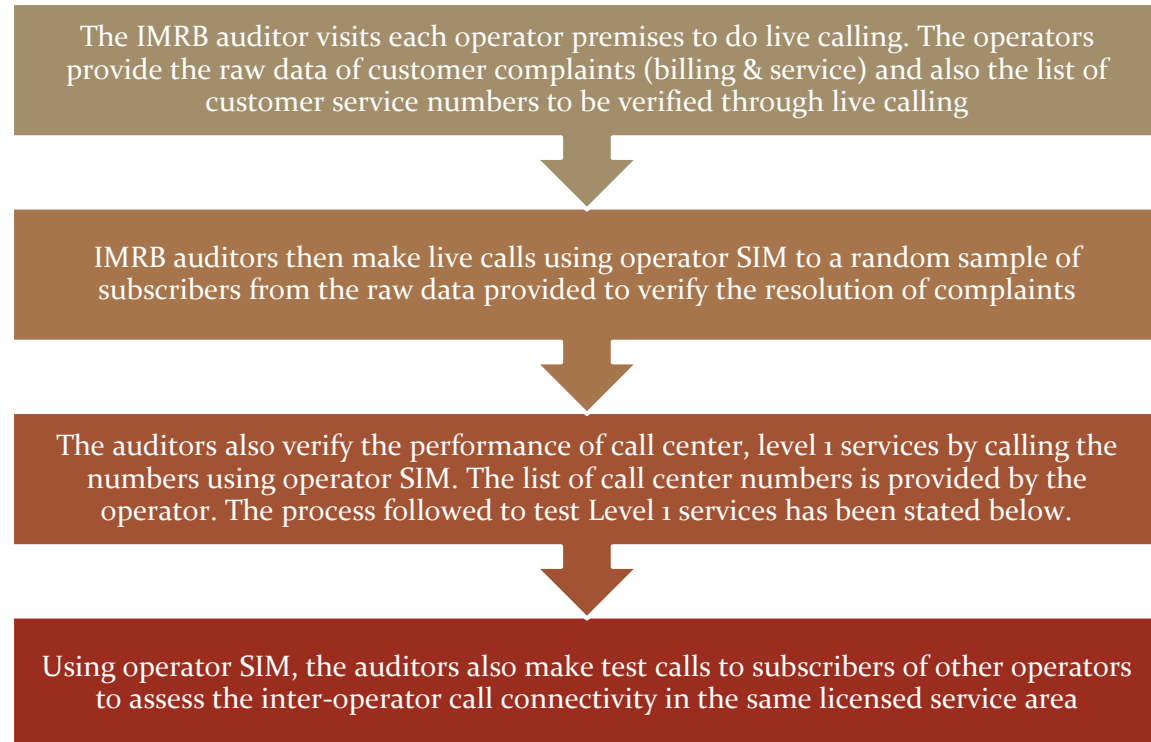 The IMRB auditor visits each operator premises to do live calling. The operators
provide the raw data of customer complaints (billing & service) and also the list of
customer service numbers to be verified through live calling
IMRB auditors then make live calls using operator SIM to a random sample of
subscribers from the raw data provided to verify the resolution of complaints
The auditors also verify the performance of call center, level 1 services by calling the
numbers using operator SIM. The list of call center numbers is provided by the
operator. The process followed to test Level 1 services has been stated below.
Using operator SIM, the auditors also make test calls to subscribers of other operators
to assess the inter-operator call connectivity in the same licensed service area